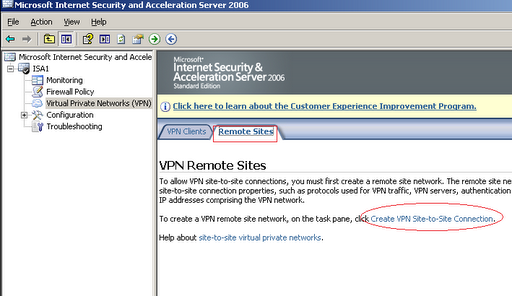 Microsoft Internet Security and Acceleration Server 2006
File Action View Help
Microsoft Internet Security and Accele
ISA1
Monitoring
Firewall Policy
Virtual Private Networks (VPN)
Configuration
Troubleshooting
Microsoft®
Internet Security &
Acceleration Server 2006
Standard Edition
Click here to learn about the Customer Experience Improvement Program.
VPN Clients
Remote Sites
VPN Remote Sites
To allow VPN site-to-site connections, you must first create a remote site network. The remote site ne
site-to-site connection properties, such as protocols used for VPN traffic, VPN servers, authentication
IP addresses comprising the VPN network.
To create a VPN remote site network, on the task pane, click Create VPN Site-to-Site Connection.
Help about site-to-site virtual private networks.